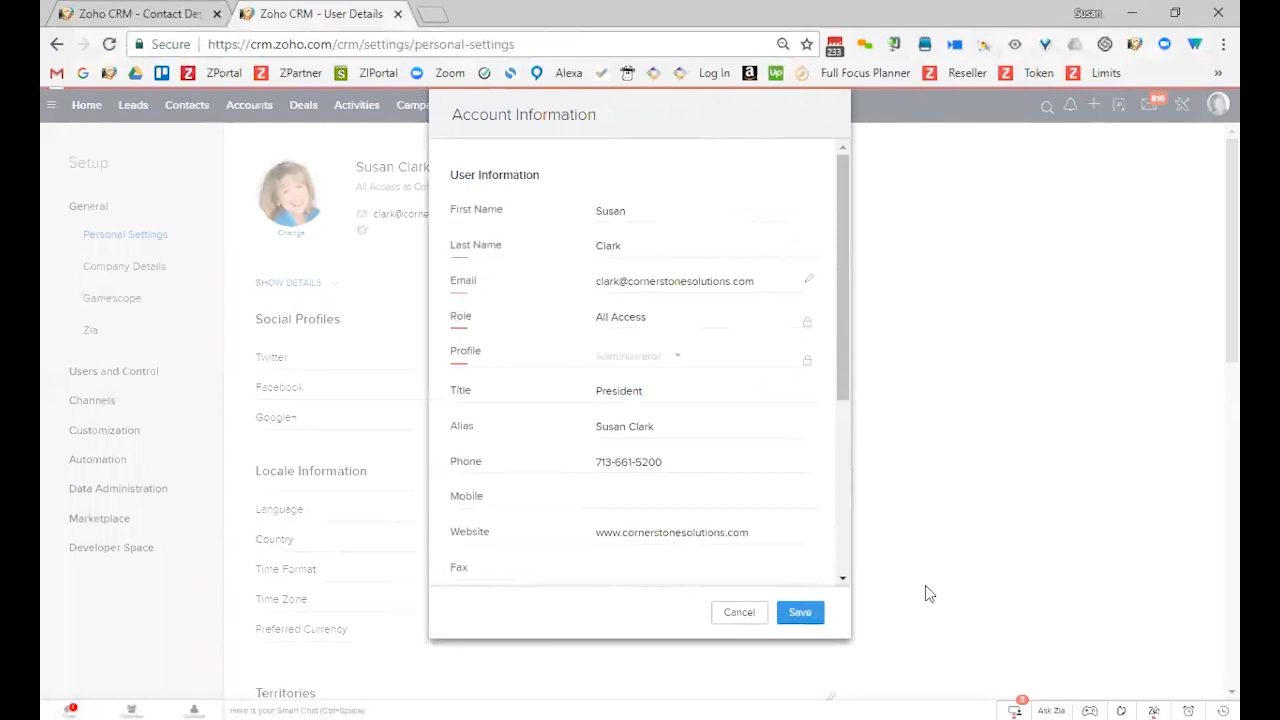 Zoho CRM - Contact De
Zoho CRM - User Details
Susan
Secure
https://crm.zoho.com/crm/settings/personal-settings
233
ZPortal
ZPartner
ZIPortal
Zoom
Alexa
Log In
Full Focus Planner
Reseller
Token
Limits
»
Home
Leads
Contacts
Accounts
Deals
Activities
Campa
816
Account Information
Setup
General
Personal Settings
Company Details
Gamescope
Zia
Users and Control
Channels
Customization
Automation
Data Administration
Marketplace
Developer Space
Susan Clark
All Access at Co
clark@corne
Change
SHOW DETAILS
Social Profiles
Twitter
Facebook
Google+
Locale Information
Language
Country
Time Format
Time Zone
Preferred Currency
Territories
User Information
First Name Susan
Last Name Clark
Email clark@cornerstonesolutions.com
Role All Access
Profile Administrator
Title President
Alias Susan Clark
Phone 713-661-5200
Mobile
Website www.cornerstonesolutions.com
Fax
Cancel
Save
Here is your Smart Chat (Ctrl+Space)
3
Ask Zia